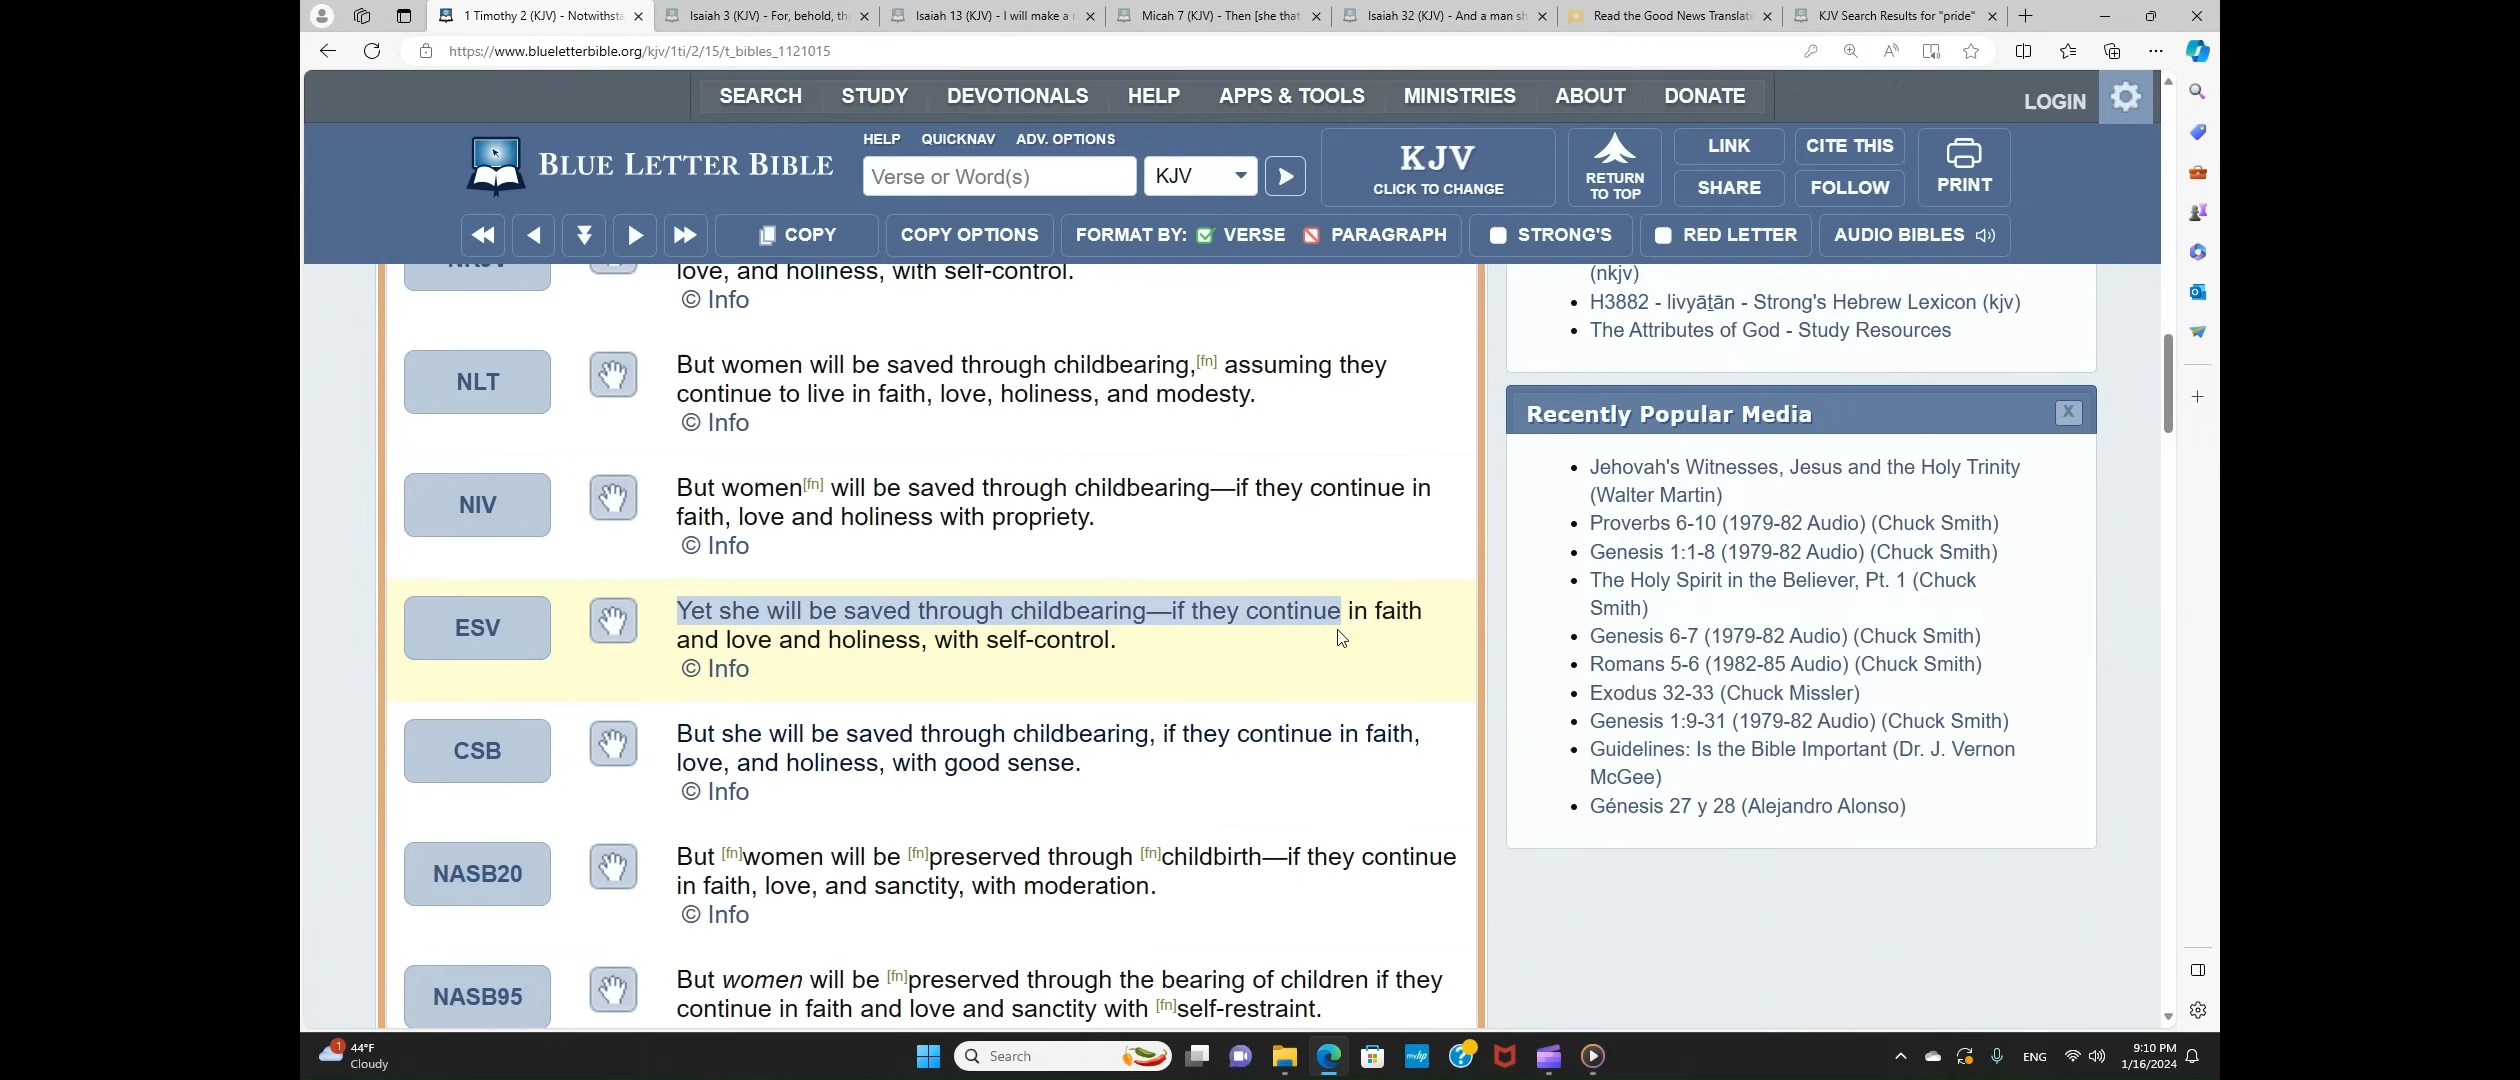 1 Timothy 2 (KJV) - Notwithsta
Isaiah 3 (KJV) - For, behold, the
Isaiah 13 (KJV) - I will make a
Micah 7 (KJV) - Then [she that
Isaiah 32 (KJV) - And a man sh
Read the Good News Translati
KJV Search Results for "pride"
https://www.blueletterbible.org/kjv/1ti/2/15/t_bibles_1121015
SEARCH STUDY DEVOTIONALS HELP APPS & TOOLS MINISTRIES ABOUT DONATE
LOGIN
BLUE LETTER BIBLE
HELP QUICKNAV ADV. OPTIONS
Verse or Word(s)
KJV
KJV
CLICK TO CHANGE
RETURN
TO TOP
LINK
CITE THIS
SHARE
FOLLOW
PRINT
COPY
COPY OPTIONS
FORMAT BY: VERSE PARAGRAPH
STRONG'S
RED LETTER
AUDIO BIBLES
NKJV
love, and holiness, with self-control.
© Info
NLT
But women will be saved through childbearing,[fn] assuming they
continue to live in faith, love, holiness, and modesty.
© Info
NIV
But women[fn] will be saved through childbearing—if they continue in
faith, love and holiness with propriety.
© Info
ESV
Yet she will be saved through childbearing—if they continue in faith
and love and holiness, with self-control.
© Info
CSB
But she will be saved through childbearing, if they continue in faith,
love, and holiness, with good sense.
© Info
NASB20
But [fn]women will be [fn]preserved through [fn]childbirth—if they continue
in faith, love, and sanctity, with moderation.
© Info
NASB95
But women will be [fn]preserved through the bearing of children if they
continue in faith and love and sanctity with [fn]self-restraint.
(nkjv)
H3882 - livyāṯān - Strong's Hebrew Lexicon (kjv)
The Attributes of God - Study Resources
Recently Popular Media
X
Jehovah's Witnesses, Jesus and the Holy Trinity
(Walter Martin)
Proverbs 6-10 (1979-82 Audio) (Chuck Smith)
Genesis 1:1-8 (1979-82 Audio) (Chuck Smith)
The Holy Spirit in the Believer, Pt. 1 (Chuck
Smith)
Genesis 6-7 (1979-82 Audio) (Chuck Smith)
Romans 5-6 (1982-85 Audio) (Chuck Smith)
Exodus 32-33 (Chuck Missler)
Genesis 1:9-31 (1979-82 Audio) (Chuck Smith)
Guidelines: Is the Bible Important (Dr. J. Vernon
McGee)
Génesis 27 y 28 (Alejandro Alonso)
1
44°F
Cloudy
Search
myhp
ENG
9:10 PM
1/16/2024